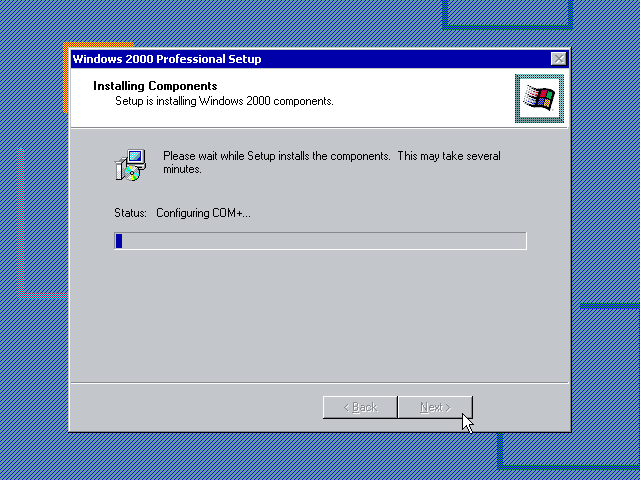 Windows 2000 Professional Setup
Installing Components
Setup is installing Windows 2000 components.
Please wait while Setup installs the components. This may take several
minutes.
Status: Configuring COM+...
< Back
Next >